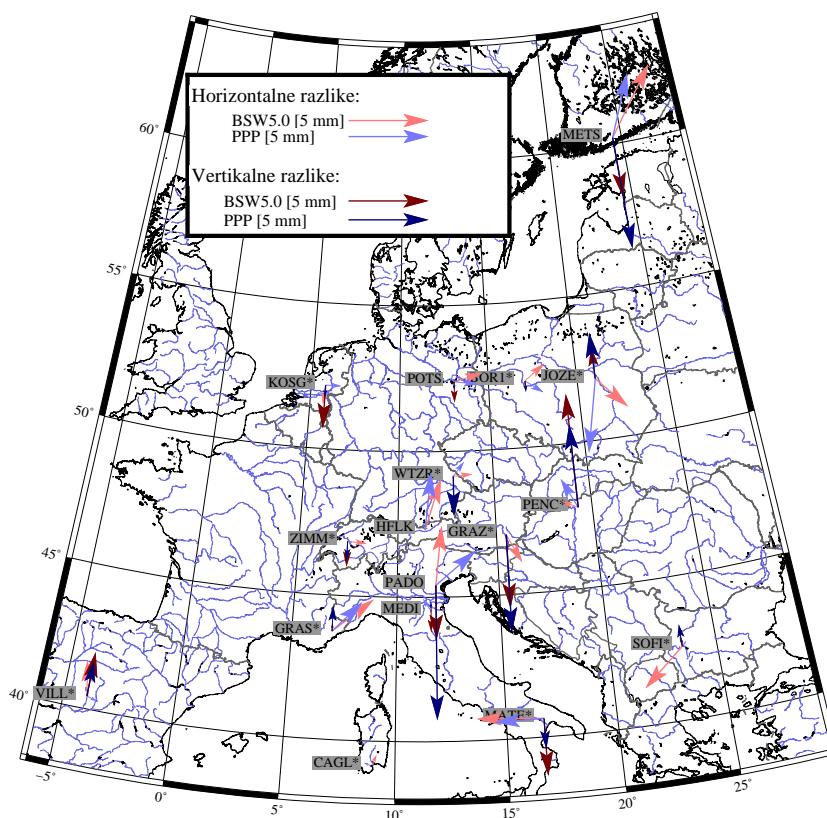 Horizontalne razlike:
BSW5.0 [5 mm]
PPP [5 mm]
Vertikalne razlike:
BSW5.0 [5 mm]
PPP [5 mm]
60˚
METS
55˚
KOSG*
POTS
GOR1*
JOZE*
50˚
WTZR*
PENC*
HFLK
GRAZ*
ZIMM*
45˚
PADO
MEDI
GRAS*
SOFI*
VILL*
40˚
MATE*
CAGL*
−5˚
0˚
5˚
10˚
15˚
20˚
25˚